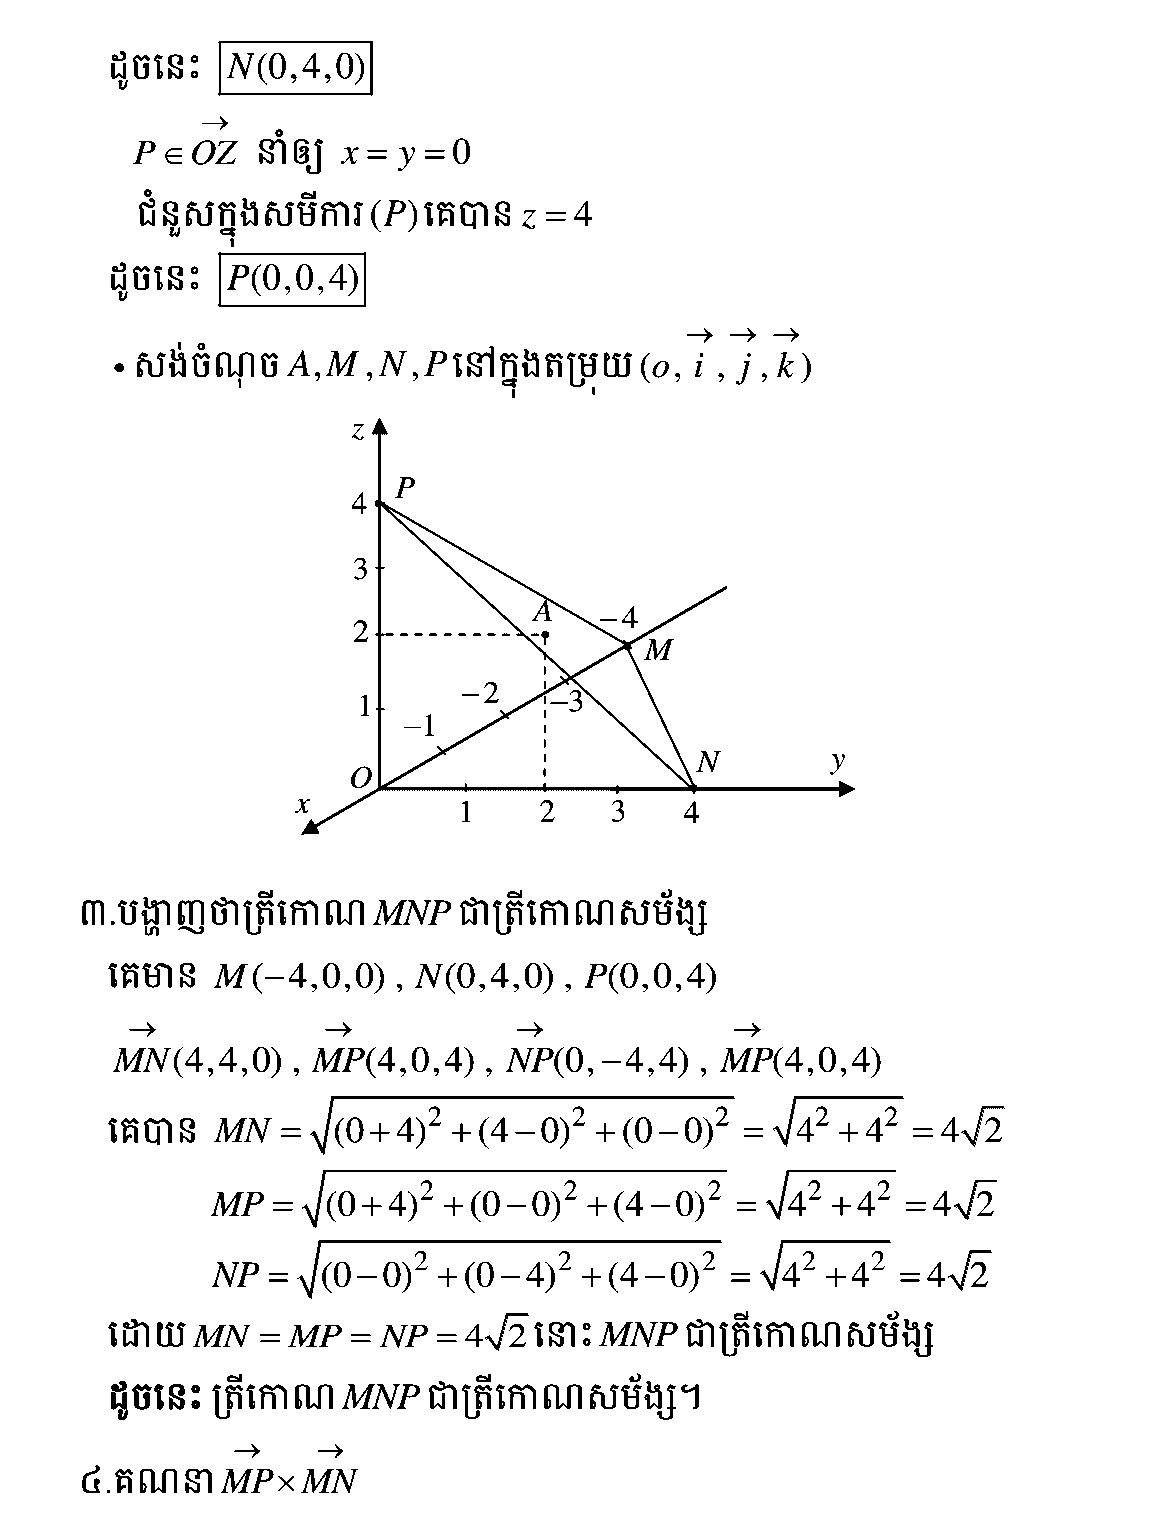 ដូចនេះ N(0,4,0)
P ∈ \overrightarrow{OZ} នាំឲ្យ x = y = 0
ជំនួសក្នុងសមីការ (P) គេបាន z = 4
ដូចនេះ P(0,0,4)
• សង់ចំណុច A, M, N, P នៅក្នុងតម្រុយ (o, \vec{i}, \vec{j}, \vec{k})
z
P
4
3
A
−4
2
M
−2
−3
1
−1
N
y
O
x
1 2 3 4
៣.បង្ហាញថាត្រីកោណ MNP ជាត្រីកោណសម័ង្ស
គេមាន M(−4,0,0) , N(0,4,0) , P(0,0,4)
\overrightarrow{MN}(4,4,0) , \overrightarrow{MP}(4,0,4) , \overrightarrow{NP}(0,−4,4) , \overrightarrow{MP}(4,0,4)
គេបាន MN = \sqrt{(0+4)^2 + (4−0)^2 + (0−0)^2} = \sqrt{4^2 + 4^2} = 4\sqrt{2}
MP = \sqrt{(0+4)^2 + (0−0)^2 + (4−0)^2} = \sqrt{4^2 + 4^2} = 4\sqrt{2}
NP = \sqrt{(0−0)^2 + (0−4)^2 + (4−0)^2} = \sqrt{4^2 + 4^2} = 4\sqrt{2}
ដោយ MN = MP = NP = 4\sqrt{2} នោះ MNP ជាត្រីកោណសម័ង្ស
ដូចនេះ ត្រីកោណ MNP ជាត្រីកោណសម័ង្ស។
៤.គណនា \overrightarrow{MP} × \overrightarrow{MN}